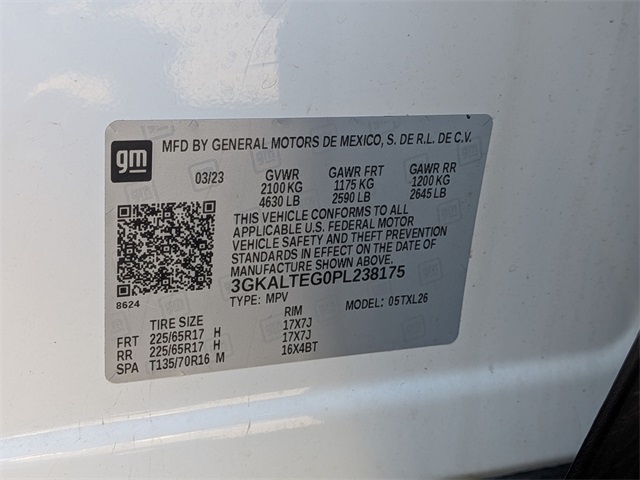 gm
MFD BY GENERAL MOTORS DE MEXICO, S. DE R.L. DE C.V.
03/23 GVWR GAWR FRT GAWR RR
2100 KG 1175 KG 1200 KG
4630 LB 2590 LB 2645 LB
THIS VEHICLE CONFORMS TO ALL
APPLICABLE U.S. FEDERAL MOTOR
VEHICLE SAFETY AND THEFT PREVENTION
STANDARDS IN EFFECT ON THE DATE OF
MANUFACTURE SHOWN ABOVE.
3GKALTEG0PL238175
8624
TYPE: MPV MODEL: 05TXL26
TIRE SIZE RIM
FRT 225/65R17 H 17X7J
RR 225/65R17 H 17X7J
SPA T135/70R16 M 16X4BT